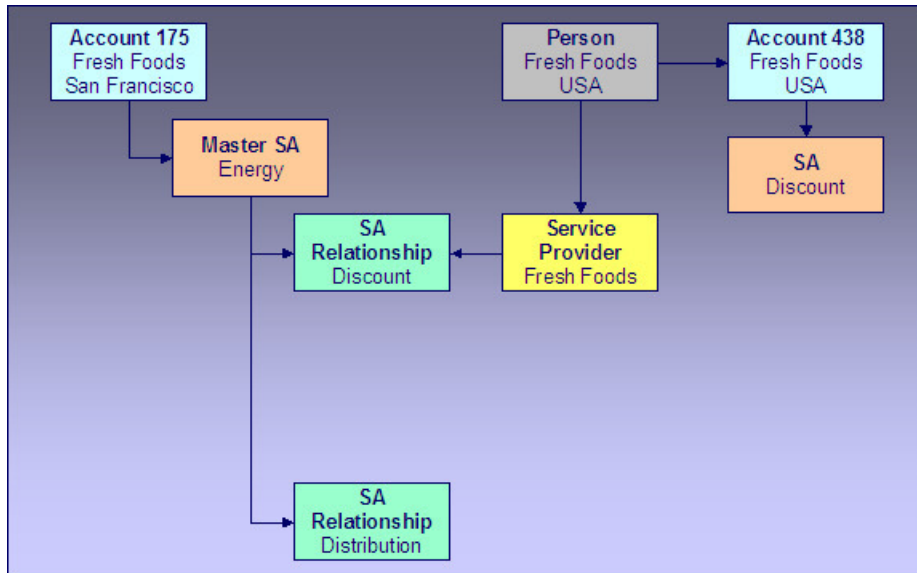 Account 175
Fresh Foods
San Francisco
Person
Fresh Foods
USA
Account 438
Fresh Foods
USA
Master SA
Energy
SA
Discount
SA
Relationship
Discount
Service
Provider
Fresh Foods
SA
Relationship
Distribution